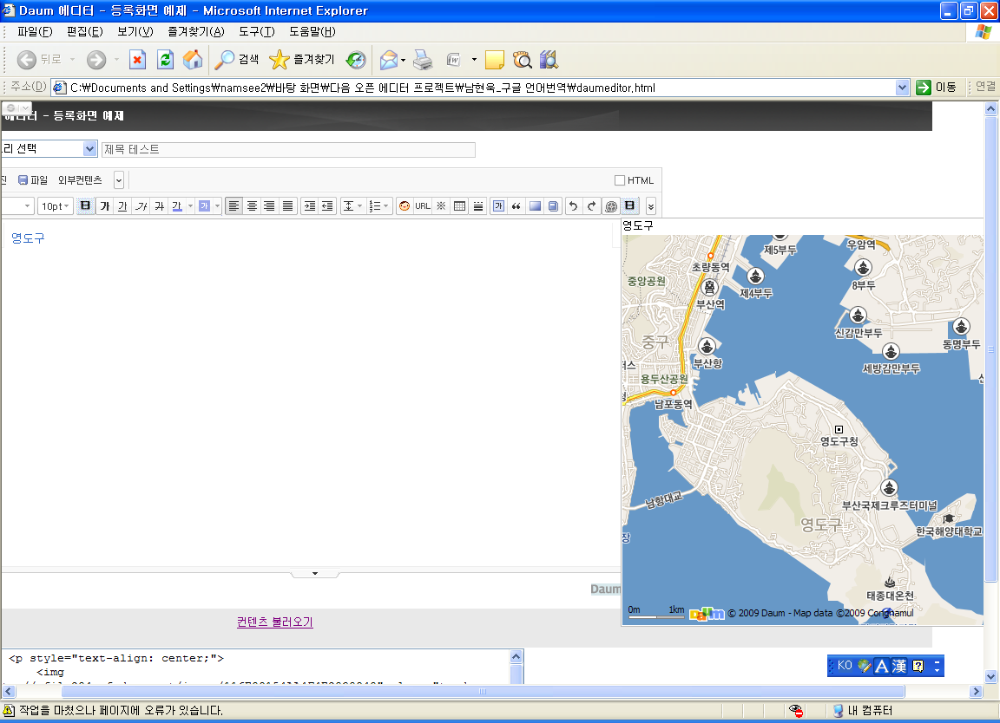 Daum 에디터 - 등록화면 예제 - Microsoft Internet Explorer
파일(F) 편집(E) 보기(V) 즐겨찾기(A) 도구(T) 도움말(H)
뒤로 검색 즐겨찾기
주소(D) C:\Documents and Settings\namsee2\바탕 화면\다음 오픈 에디터 프로젝트\남현욱_구글 언어번역\daumeditor.html 이동 연결
에디터 - 등록화면 예제
리 선택 제목 테스트
진 파일 외부컨텐츠 HTML
10pt 가 가 가 가 가 가 URL 가
영도구
영도구
제5부두
우암역
초량동역
8부두
중앙공원
제4부두
부산역
신감만부두
동명부두
중구
부산항
세방감만부두
용두산공원
남포동역
영도구청
남항대교
부산국제크루즈터미널
영도구
한국해양대학교
장
태종대온천
0m 1km daum © 2009 Daum - Map data ©2009 Congnamul
Daum
컨텐츠 불러오기
<p style="text-align: center;">
<img
KO A 漢
작업을 마쳤으나 페이지에 오류가 있습니다. 내 컴퓨터